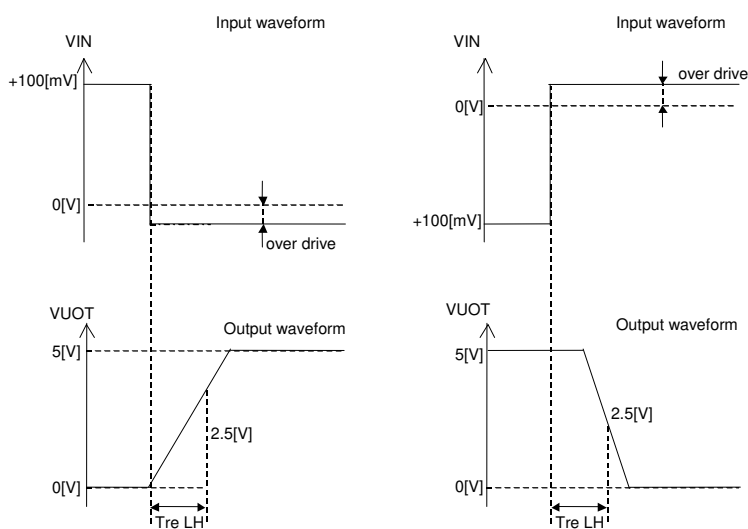 Input waveform
VIN
+100[mV]
0[V]
over drive
VUOT
Output waveform
5[V]
2.5[V]
0[V]
Tre LH
Input waveform
VIN
over drive
0[V]
+100[mV]
VUOT
Output waveform
5[V]
2.5[V]
0[V]
Tre LH